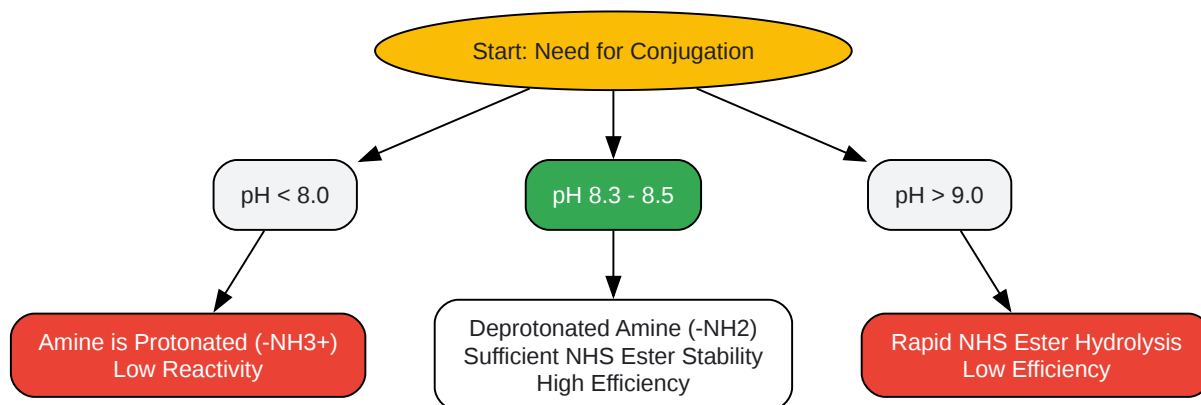 Start: Need for Conjugation
pH < 8.0
pH 8.3 - 8.5
pH > 9.0
Amine is Protonated (-NH3+)
Low Reactivity
Deprotonated Amine (-NH2)
Sufficient NHS Ester Stability
High Efficiency
Rapid NHS Ester Hydrolysis
Low Efficiency